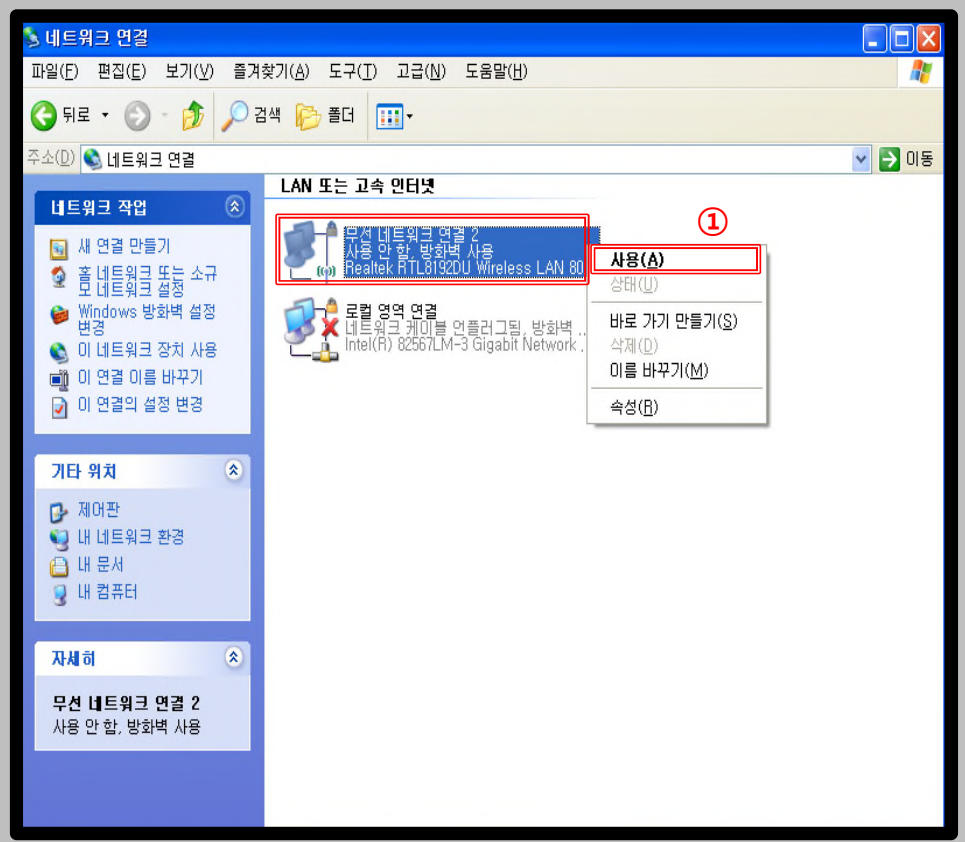 네트워크 연결
파일(F) 편집(E) 보기(V) 즐겨찾기(A) 도구(T) 고급(N) 도움말(H)
뒤로 검색 폴더
주소(D) 네트워크 연결 이동
네트워크 작업
새 연결 만들기
홈 네트워크 또는 소규
모 네트워크 설정
Windows 방화벽 설정
변경
이 네트워크 장치 사용
이 연결 이름 바꾸기
이 연결의 설정 변경
기타 위치
제어판
내 네트워크 환경
내 문서
내 컴퓨터
자세히
무선 네트워크 연결 2
사용 안 함, 방화벽 사용
LAN 또는 고속 인터넷
무선 네트워크 연결 2
사용 안 함, 방화벽 사용
Realtek RTL8192DU Wireless LAN 80
로컬 영역 연결
네트워크 케이블 언플러그됨, 방화벽 ...
Intel(R) 82567LM-3 Gigabit Network ...
①
사용(A)
상태(U)
바로 가기 만들기(S)
삭제(D)
이름 바꾸기(M)
속성(R)